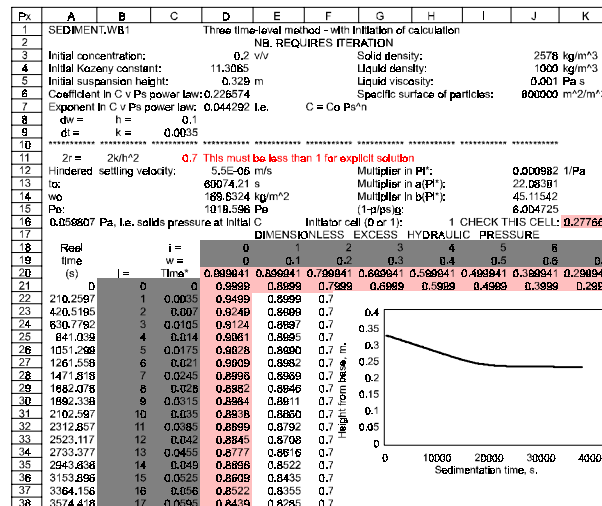 Px A B C D E F G H I J K
1 SEDIMENT.WB1 Three time-level method - with initiation of calculation
2 NB. REQUIRES ITERATION
3 Initial concentration: 0.2 v/v Solid density: 2578 kg/m^3
4 Initial Kozeny constant: 11.3065 Liquid density: 1000 kg/m^3
5 Initial suspension height: 0.329 m Liquid viscosity: 0.001 Pa s
6 Coefficient in C v Ps power law: 0.226574 Specific surface of particles: 800000 m^2/m^
7 Exponent in C v Ps power law: 0.044292 i.e. C = Co Ps^n
8 dw = h = 0.1
9 dt = k = 0.0035
10
11 2r = 2k/h^2 0.7 This must be less than 1 for explicit solution
12 Hindered settling velocity: 5.5E-06 m/s Multiplier in Pl*: 0.000982 1/Pa
13 to: 60074.21 s Multiplier in a(Pl*): 22.08381
14 wo kg/m^2 Multiplier in b(Pl*): 45.11542
15 Po: 1018.596 Pa (1-p/ps)g: 6.004725
16 0.059807 Pa, i.e. solids pressure at initial C Initiator cell (0 or 1): 1 CHECK THIS CELL: 0.27766
17 DIMENSIONLESS EXCESS HYDRAULIC PRESSURE
18 Real i = 0 1 2 3 4 5 6
19 time w = 0 0.1 0.2 0.3 0.4 0.5 0.6 0
20 (s) j = Time* 0.999941 0.899941 0.799941 0.699941 0.599941 0.499941 0.399941 0.2999
21 0 0 0 0.9999 0.8999 0.7999 0.6999 0.5999 0.4999 0.3999 0.299
22 210.2597 1 0.0035 0.9499 0.8999 0.7
23 420.5195 2 0.007 0.9249 0.8999 0.7
24 630.7792 3 0.0105 0.9124 0.8997 0.7
25 841.039 4 0.014 0.9061 0.8995 0.7
26 1051.299 5 0.0175 0.9028 0.8990 0.7
27 1261.558 6 0.021 0.9009 0.8982 0.7
28 1471.818 7 0.0245 0.8996 0.8969 0.7
29 1682.078 8 0.028 0.8982 0.8946 0.7
30 1892.338 9 0.0315 0.8964 0.8911 0.7
31 2102.597 10 0.035 0.8938 0.8860 0.7
32 2312.857 11 0.0385 0.8899 0.8792 0.7
33 2523.117 12 0.042 0.8845 0.8708 0.7
34 2733.377 13 0.0455 0.8777 0.8616 0.7
35 2943.636 14 0.049 0.8696 0.8522 0.7
36 3153.896 15 0.0525 0.8609 0.8435 0.7
37 3364.156 16 0.056 0.8522 0.8355 0.7
38 3574.416 17 0.0595 0.8439 0.8285 0.7
Height from base, m.
0.4
0.35
0.3
0.25
0.2
0.15
0.1
0.05
0
0 10000 20000 30000 4000
Sedimentation time, s.